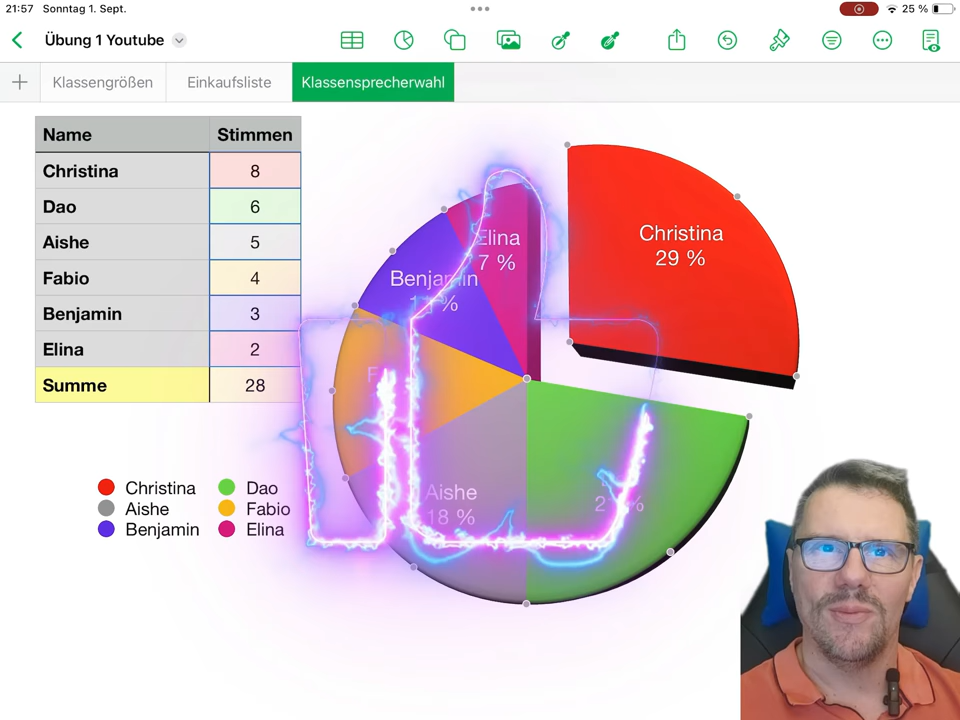 21:57 Sonntag 1. Sept.
25 %
Übung 1 Youtube
Klassengrößen
Einkaufsliste
Klassensprecherwahl
Name Stimmen
Christina 8
Dao 6
Aishe 5
Fabio 4
Benjamin 3
Elina 2
Summe 28
Christina
29 %
Elina
7 %
Benjamin
Aishe
18 %
Christina Dao
Aishe Fabio
Benjamin Elina